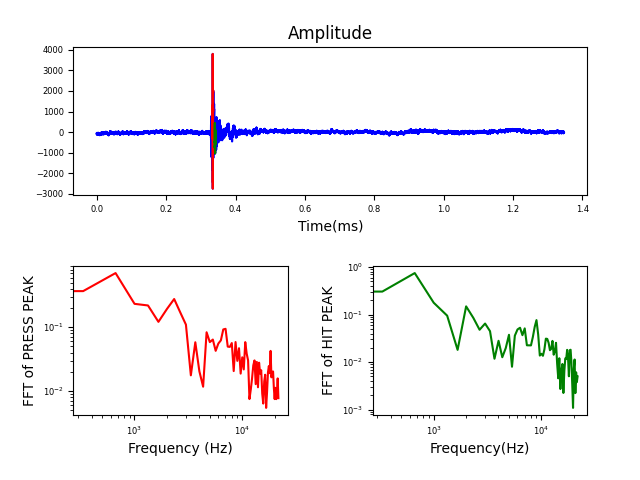 Amplitude
4000
3000
2000
1000
0
−1000
−2000
−3000
0.0 0.2 0.4 0.6 0.8 1.0 1.2 1.4
Time(ms)
FFT of PRESS PEAK
10⁻¹
10⁻²
10³ 10⁴
Frequency (Hz)
FFT of HIT PEAK
10⁰
10⁻¹
10⁻²
10⁻³
10³ 10⁴
Frequency(Hz)